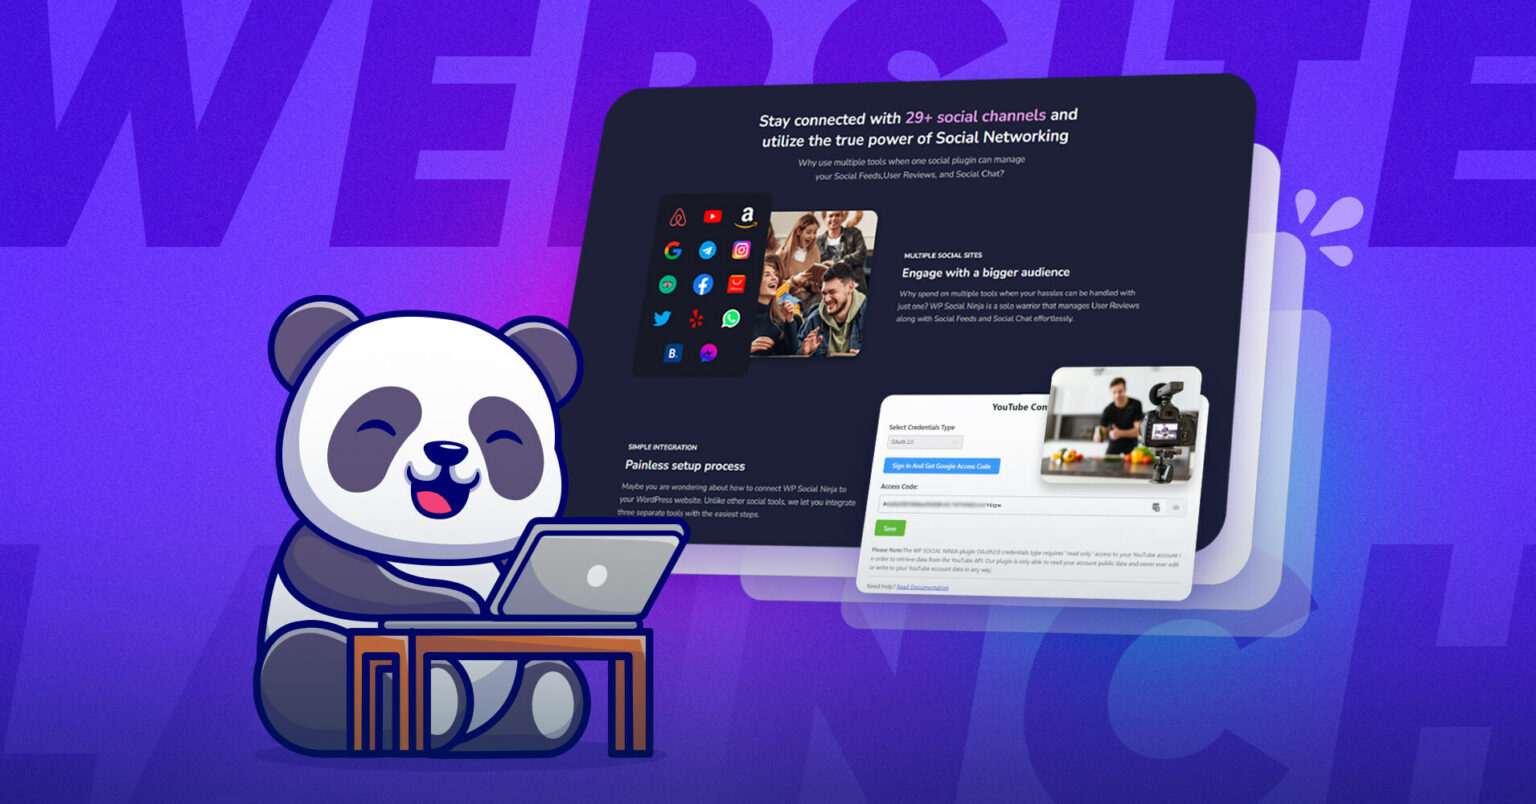 WEBSITE
Stay connected with 29+ social channels and
utilize the true power of Social Networking
Why use multiple tools when one social plugin can manage
your Social Feeds,User Reviews, and Social Chat?
a
B.
MULTIPLE SOCIAL SITES
Engage with a bigger audience
Why spend on multiple tools when your hassles can be handled with
just one? WP Social Ninja is a solo warrior that manages User Reviews
along with Social Feeds and Social Chat effortlessly.
SIMPLE INTEGRATION
Painless setup process
Maybe you are wondering about how to connect WP Social Ninja to
your WordPress website. Unlike other social tools, we let you integrate
three separate tools with the easiest steps.
YouTube Con
Select Credentials Type
OAuth 2.0
Sign In And Get Google Access Code
Access Code:
Save
Please Note:The WP SOCIAL NINJA plugin OAuth2.0 credentials type requires "read only" access to your YouTube account i
n order to retrieve data from the YouTube API. Our plugin is only able to read your account public data and never ever edit
or write to your YouTube account data in any way.
Need Help? Read Documentation
LAUNCH